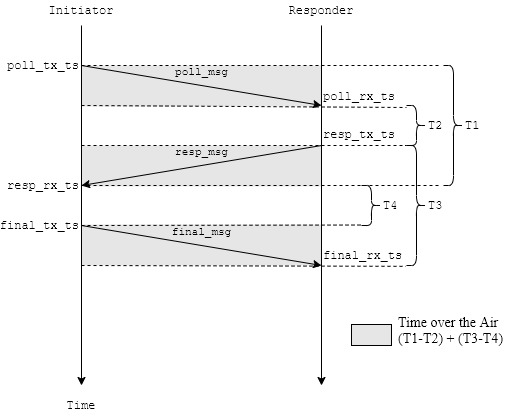 Initiator
Responder
poll_tx_ts
poll_msg
poll_rx_ts
T2
T1
resp_tx_ts
resp_msg
resp_rx_ts
T4
T3
final_tx_ts
final_msg
final_rx_ts
Time over the Air
(T1-T2) + (T3-T4)
Time